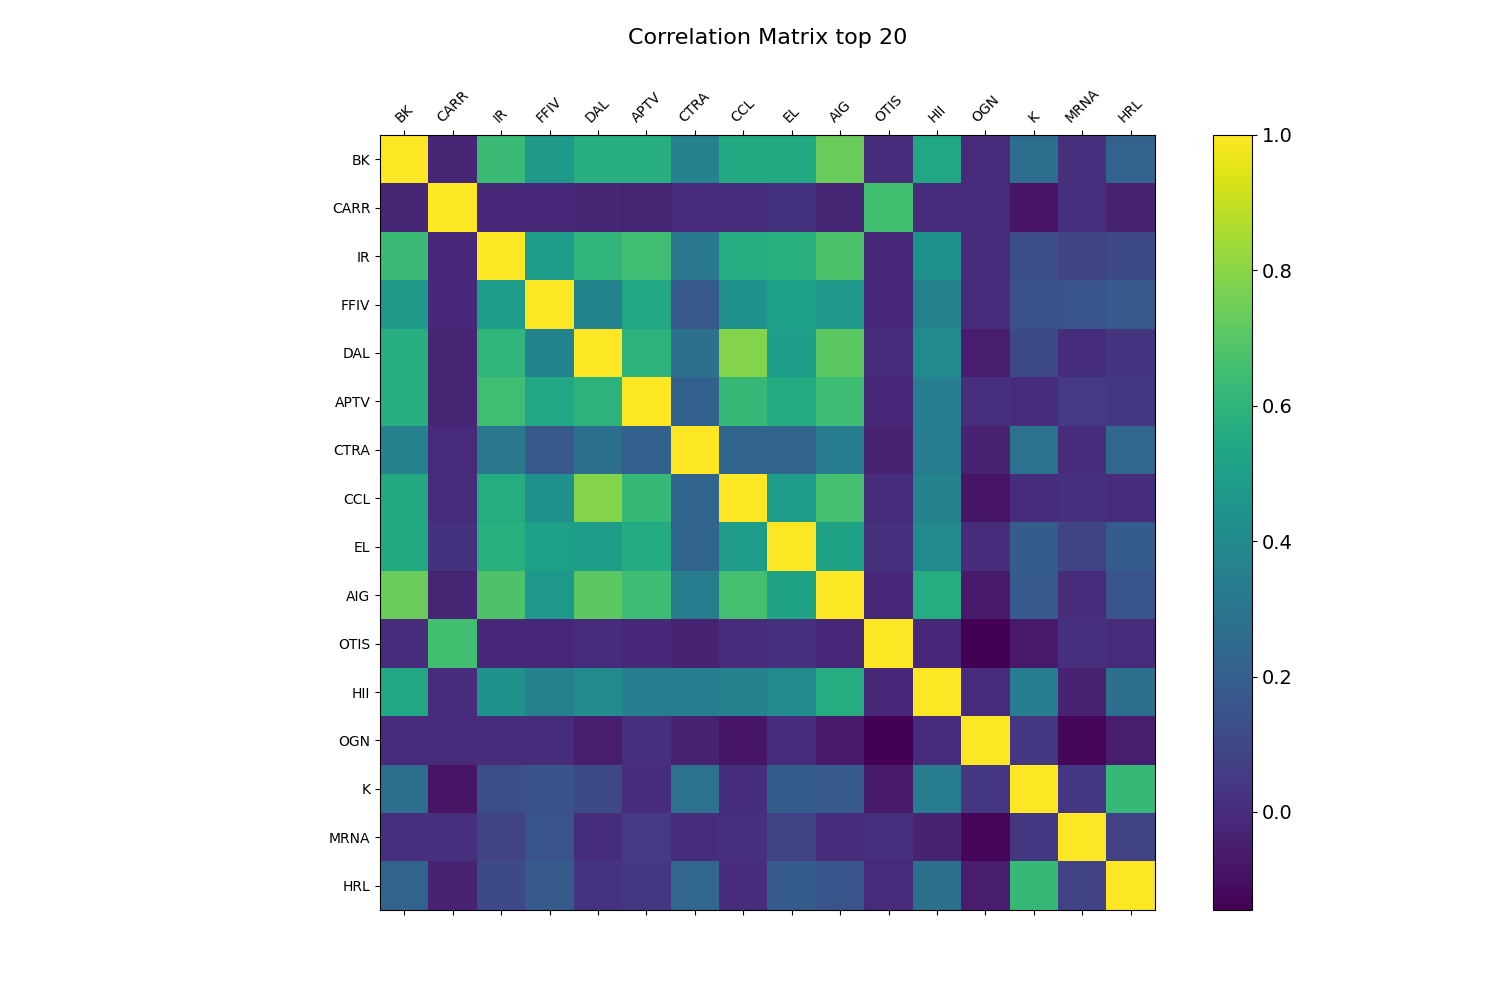 Correlation Matrix top 20
BK CARR IR FFIV DAL APTV CTRA CCL EL AIG OTIS HII OGN K MRNA HRL
BK
CARR
IR
FFIV
DAL
APTV
CTRA
CCL
EL
AIG
OTIS
HII
OGN
K
MRNA
HRL
1.0
0.8
0.6
0.4
0.2
0.0